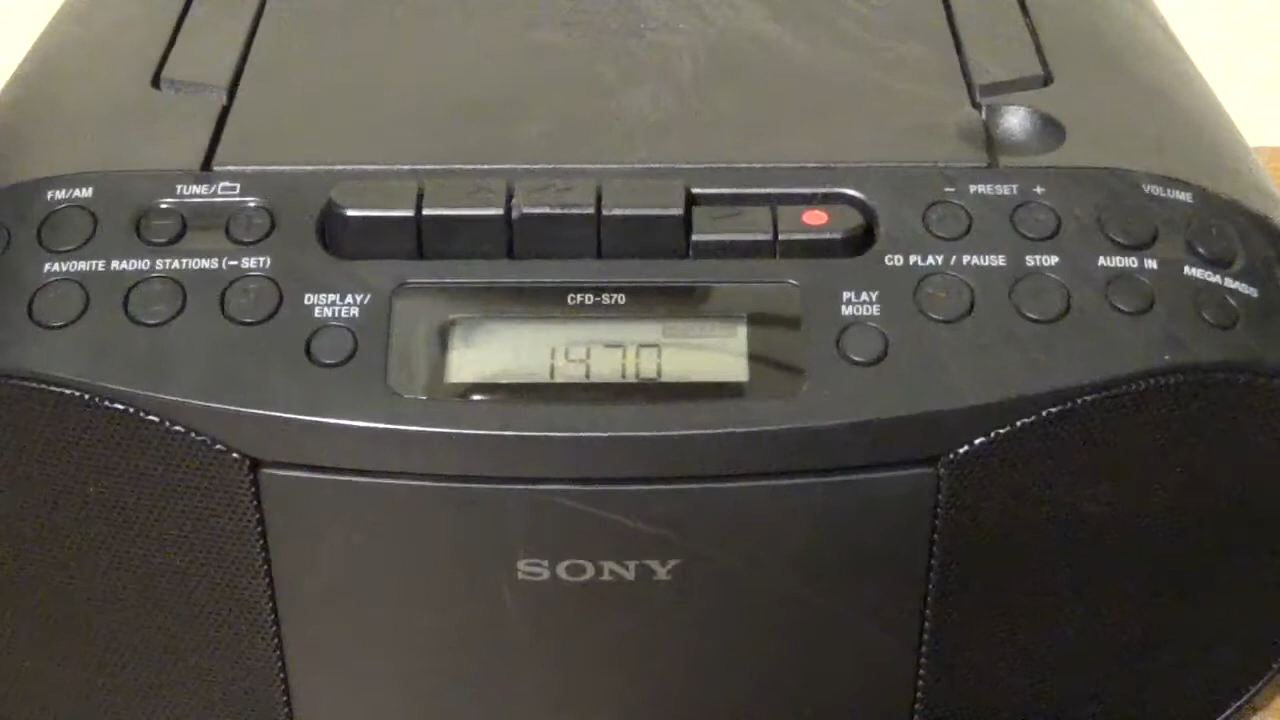 FM/AM
TUNE/
− PRESET +
VOLUME
FAVORITE RADIO STATIONS (–SET)
CD PLAY / PAUSE
STOP
AUDIO IN
MEGA BASS
DISPLAY/
ENTER
CFD-S70
PLAY
MODE
1470
SONY